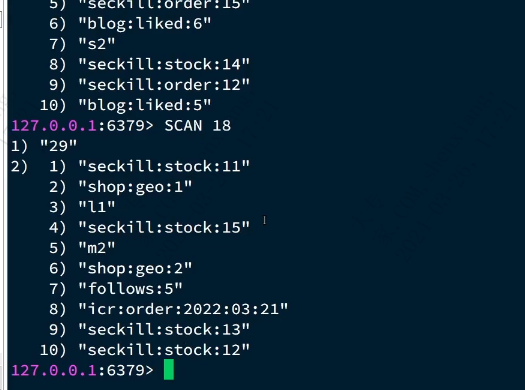 5) "seckill:order:15"
6) "blog:liked:6"
7) "s2"
8) "seckill:stock:14"
9) "seckill:order:12"
10) "blog:liked:5"
127.0.0.1:6379> SCAN 18
1) "29"
2) 1) "seckill:stock:11"
2) "shop:geo:1"
3) "l1"
4) "seckill:stock:15"
5) "m2"
6) "shop:geo:2"
7) "follows:5"
8) "icr:order:2022:03:21"
9) "seckill:stock:13"
10) "seckill:stock:12"
127.0.0.1:6379>